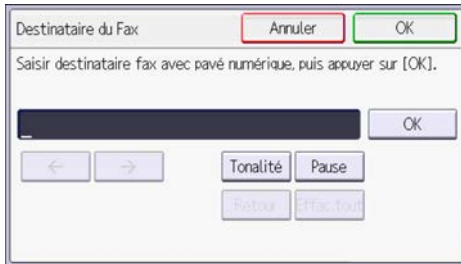 Destinataire du Fax Annuler OK
Saisir destinataire fax avec pavé numérique, puis appuyer sur [OK].
_ OK
← → Tonalité Pause
Retour Effac.tout